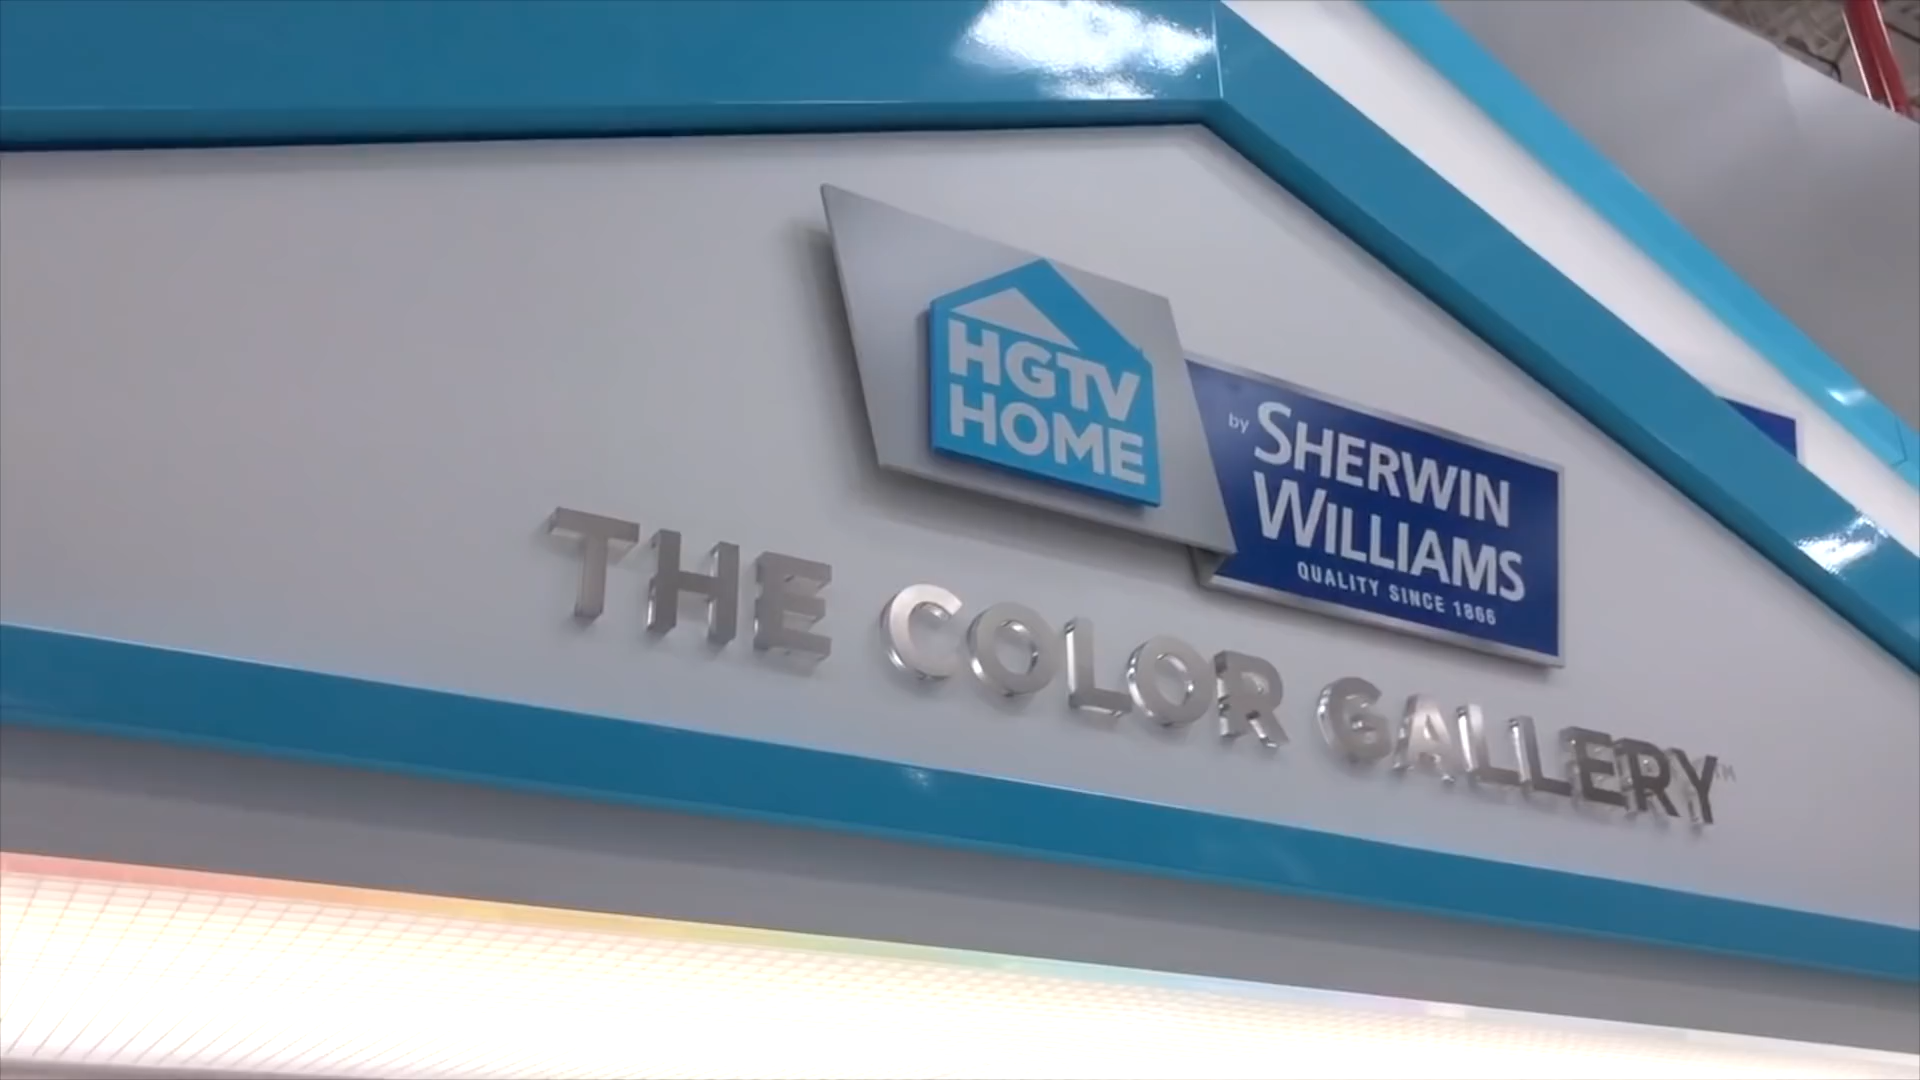 HGTV
HOME
by SHERWIN
WILLIAMS
QUALITY SINCE 1866
THE COLOR GALLERY™